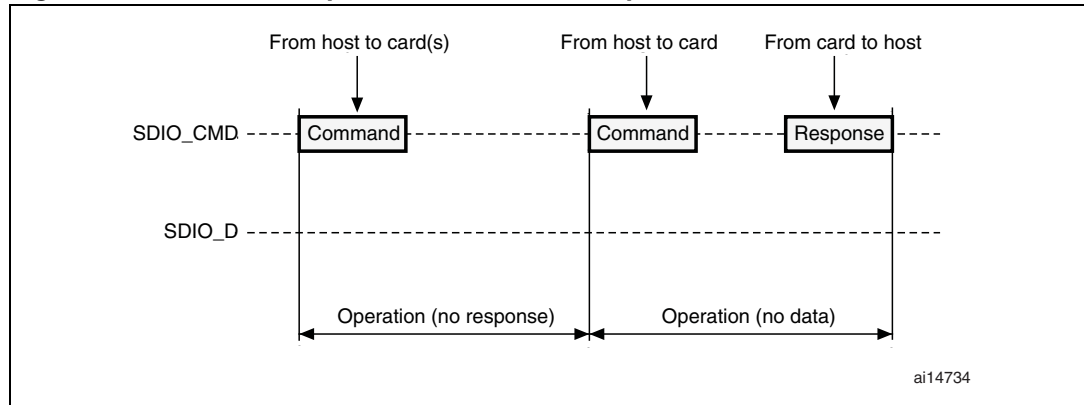 From host to card(s) From host to card From card to host
SDIO_CMD Command Command Response
SDIO_D
Operation (no response) Operation (no data)
ai14734